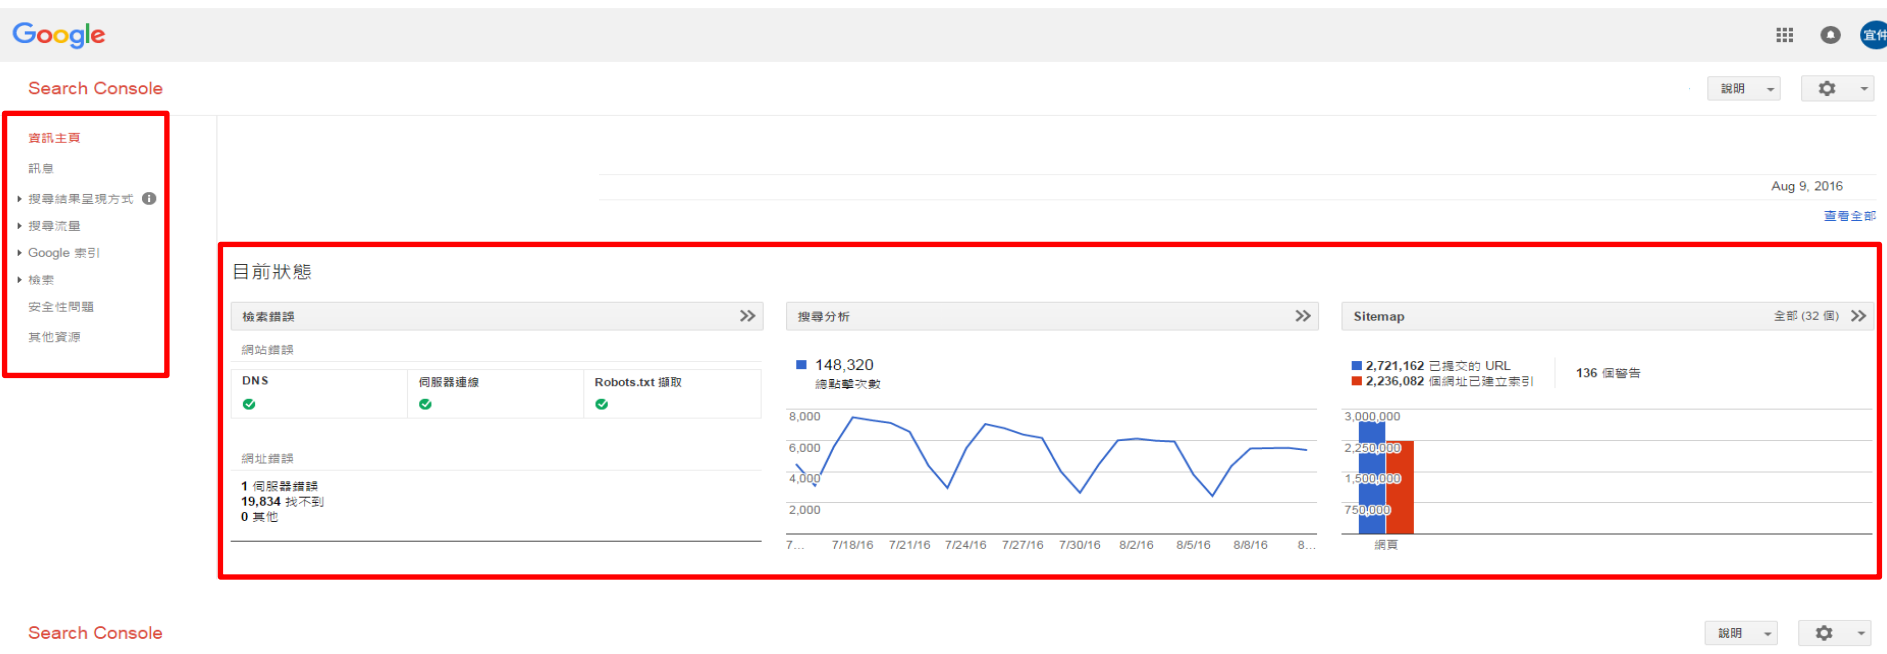 Google
宜仲
Search Console
說明
資訊主頁
訊息
搜尋結果呈現方式
搜尋流量
Google 索引
檢索
安全性問題
其他資源
Aug 9, 2016
查看全部
目前狀態
檢索錯誤
網站錯誤
DNS
伺服器連線
Robots.txt 擷取
網址錯誤
1 伺服器錯誤
19,834 找不到
0 其他
搜尋分析
148,320
總點擊次數
8,000
6,000
4,000
2,000
7... 7/18/16 7/21/16 7/24/16 7/27/16 7/30/16 8/2/16 8/5/16 8/8/16 8...
Sitemap
全部 (32 個)
2,721,162 已提交的 URL
2,236,082 個網址已建立索引
136 個警告
3,000,000
2,250,000
1,500,000
750,000
網頁
Search Console
說明